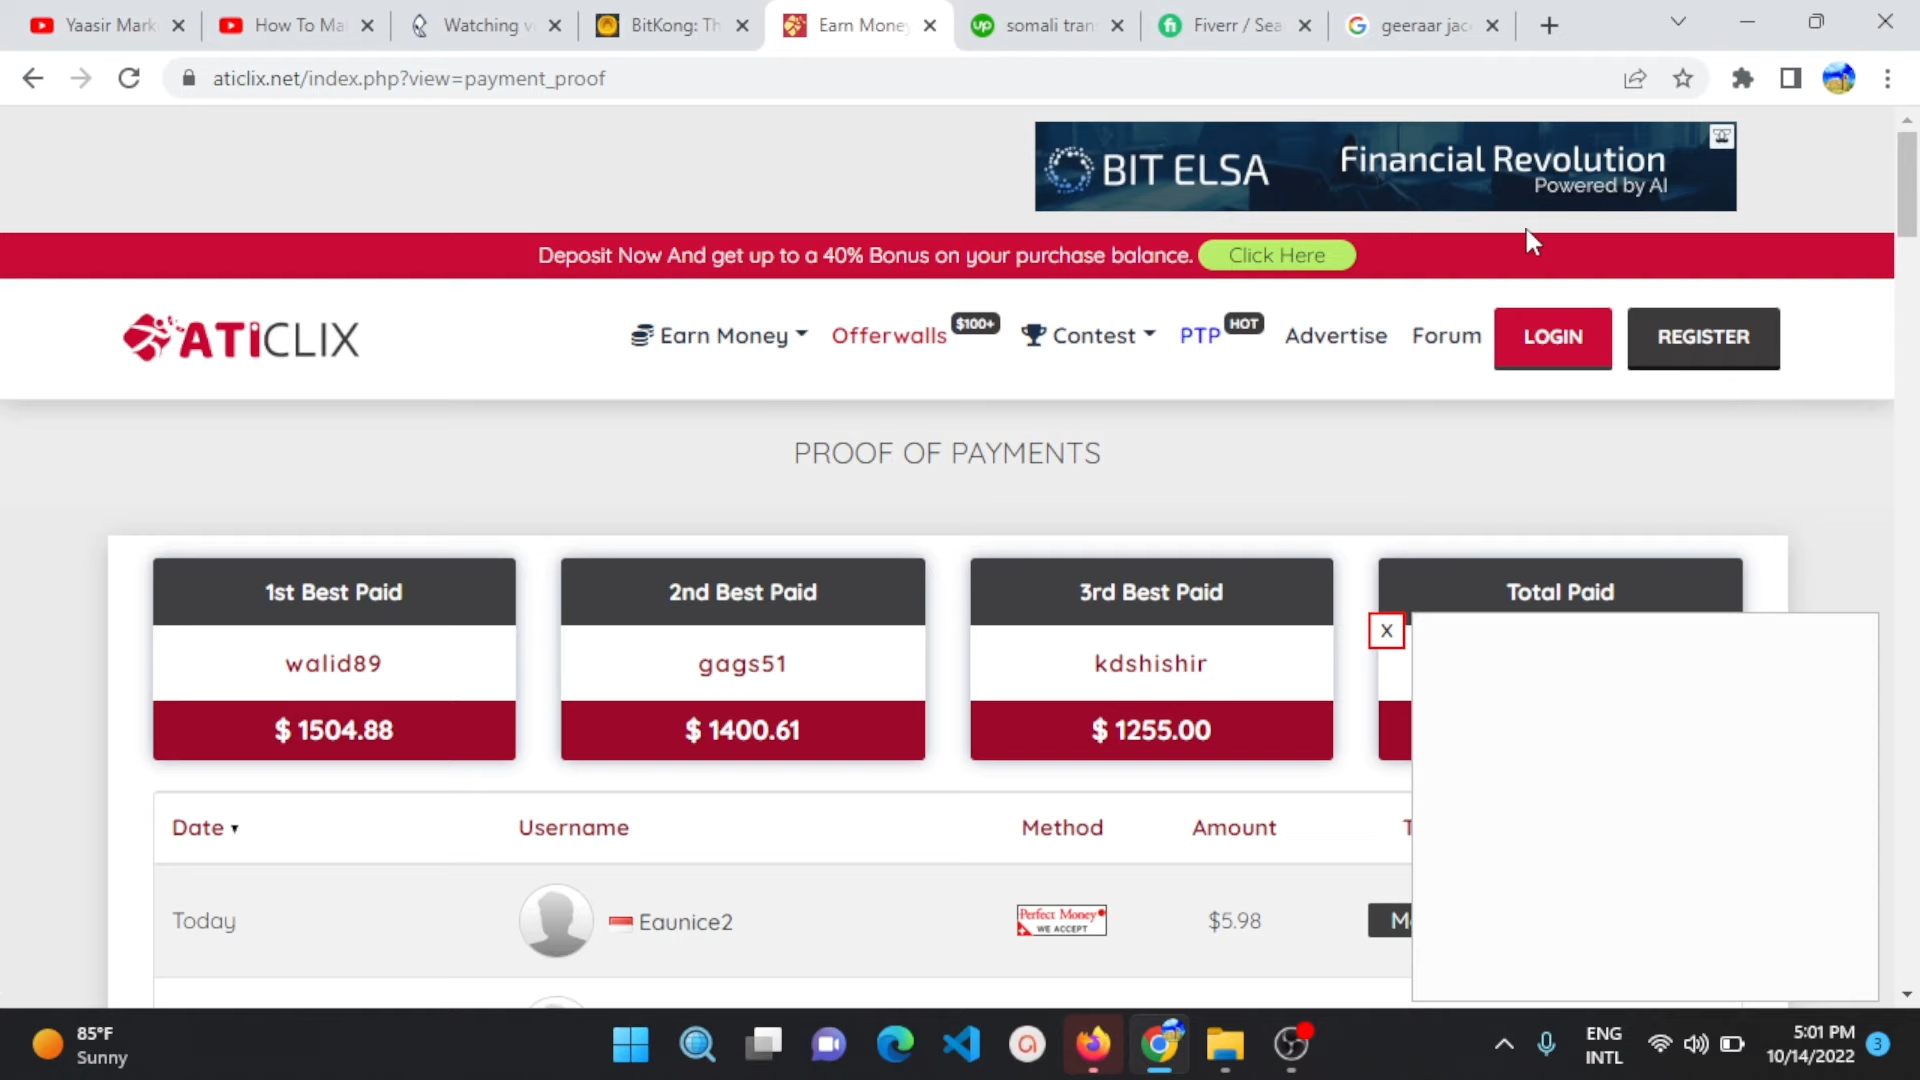 Yaasir Mark
How To Mal
Watching v
BitKong: Th
Earn Money
somali tran
Fiverr / Sea
geeraar jac
aticlix.net/index.php?view=payment_proof
BIT ELSA
Financial Revolution
Powered by AI
Deposit Now And get up to a 40% Bonus on your purchase balance.
Click Here
ATICLIX
Earn Money
Offerwalls
$100+
Contest
PTP
HOT
Advertise
Forum
LOGIN
REGISTER
PROOF OF PAYMENTS
1st Best Paid
walid89
$ 1504.88
2nd Best Paid
gags51
$ 1400.61
3rd Best Paid
kdshishir
$ 1255.00
Total Paid
X
Date
Username
Method
Amount
T
Today
Eaunice2
Perfect Money
WE ACCEPT
$5.98
M
85°F
Sunny
ENG
INTL
5:01 PM
10/14/2022
3